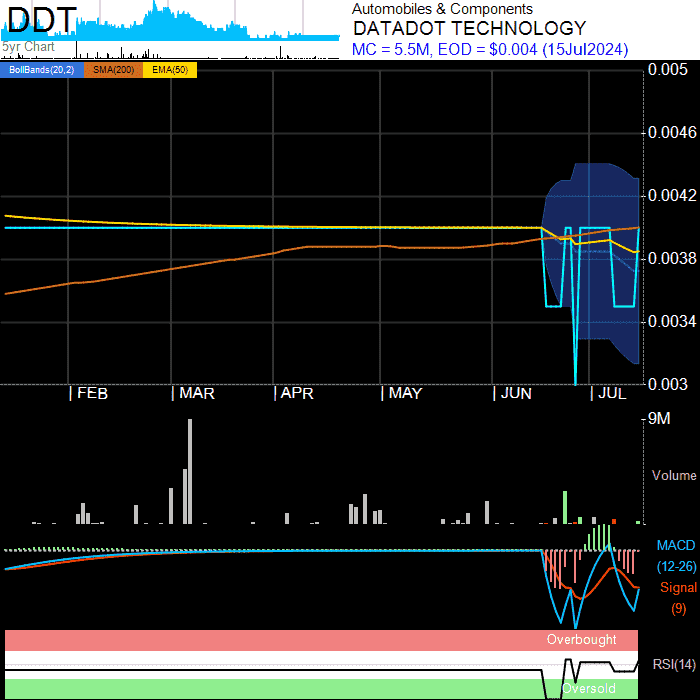 DDT
5yr Chart
Automobiles & Components
DATADOT TECHNOLOGY
MC = 5.5M, EOD = $0.004 (15Jul2024)
BollBands(20,2) SMA(200) EMA(50)
0.005
0.0046
0.0042
0.0038
0.0034
0.003
FEB MAR APR MAY JUN JUL
9M
Volume
MACD
(12-26)
Signal
(9)
Overbought
RSI(14)
Oversold